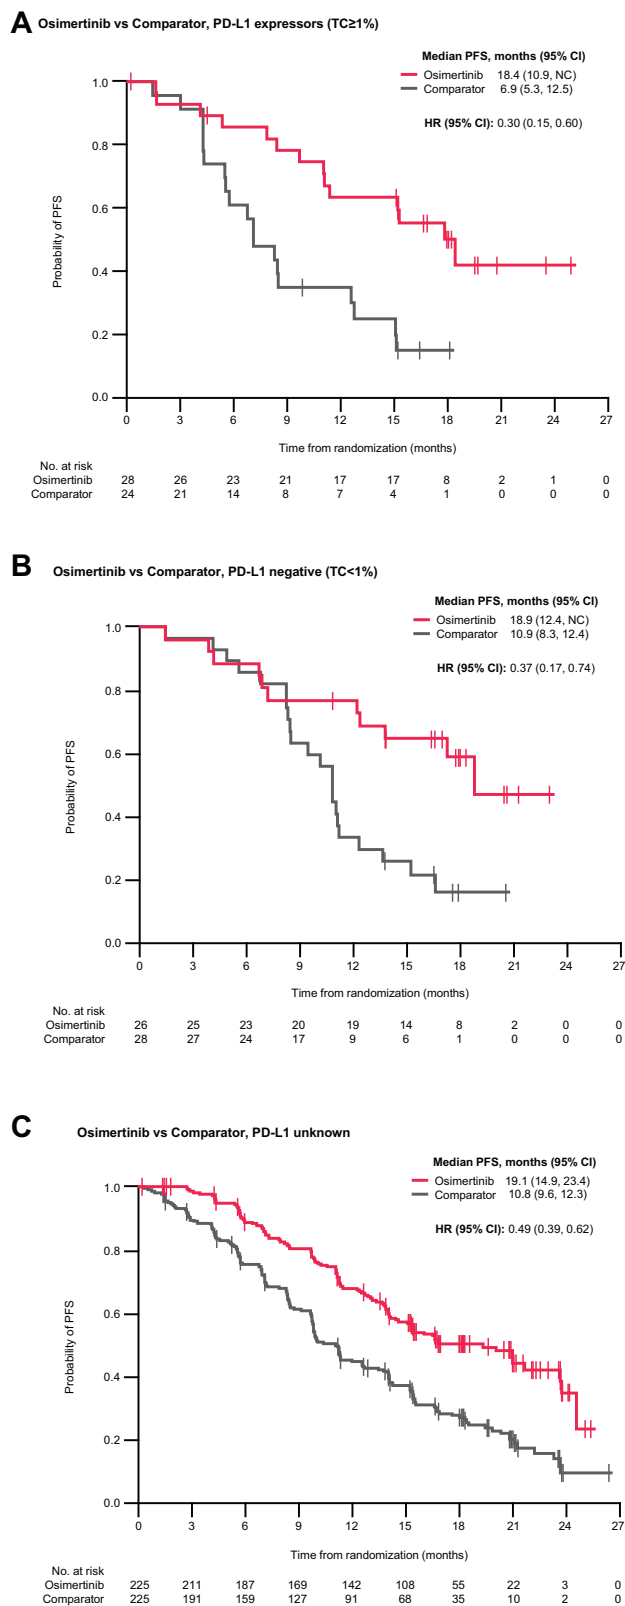 A Osimertinib vs Comparator, PD-L1 expressors (TC≥1%)
Median PFS, months (95% CI)
Osimertinib 18.4 (10.9, NC)
Comparator 6.9 (5.3, 12.5)
HR (95% CI): 0.30 (0.15, 0.60)
1.0
0.8
0.6
0.4
0.2
0.0
Probability of PFS
0 3 6 9 12 15 18 21 24 27
Time from randomization (months)
No. at risk
Osimertinib 28 26 23 21 17 17 8 2 1 0
Comparator 24 21 14 8 7 4 1 0 0 0
B Osimertinib vs Comparator, PD-L1 negative (TC<1%)
Median PFS, months (95% CI)
Osimertinib 18.9 (12.4, NC)
Comparator 10.9 (8.3, 12.4)
HR (95% CI): 0.37 (0.17, 0.74)
1.0
0.8
0.6
0.4
0.2
0.0
Probability of PFS
0 3 6 9 12 15 18 21 24 27
Time from randomization (months)
No. at risk
Osimertinib 26 25 23 20 19 14 8 2 0 0
Comparator 28 27 24 17 9 6 1 0 0 0
C Osimertinib vs Comparator, PD-L1 unknown
Median PFS, months (95% CI)
Osimertinib 19.1 (14.9, 23.4)
Comparator 10.8 (9.6, 12.3)
HR (95% CI): 0.49 (0.39, 0.62)
1.0
0.8
0.6
0.4
0.2
0.0
Probability of PFS
0 3 6 9 12 15 18 21 24 27
Time from randomization (months)
No. at risk
Osimertinib 225 211 187 169 142 108 55 22 3 0
Comparator 225 191 159 127 91 68 35 10 2 0